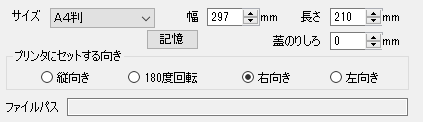 サイズ A4判 幅 297 mm 長さ 210 mm
記憶 蓋のりしろ 0 mm
プリンタにセットする向き
縦向き 180度回転 右向き 左向き
ファイルパス